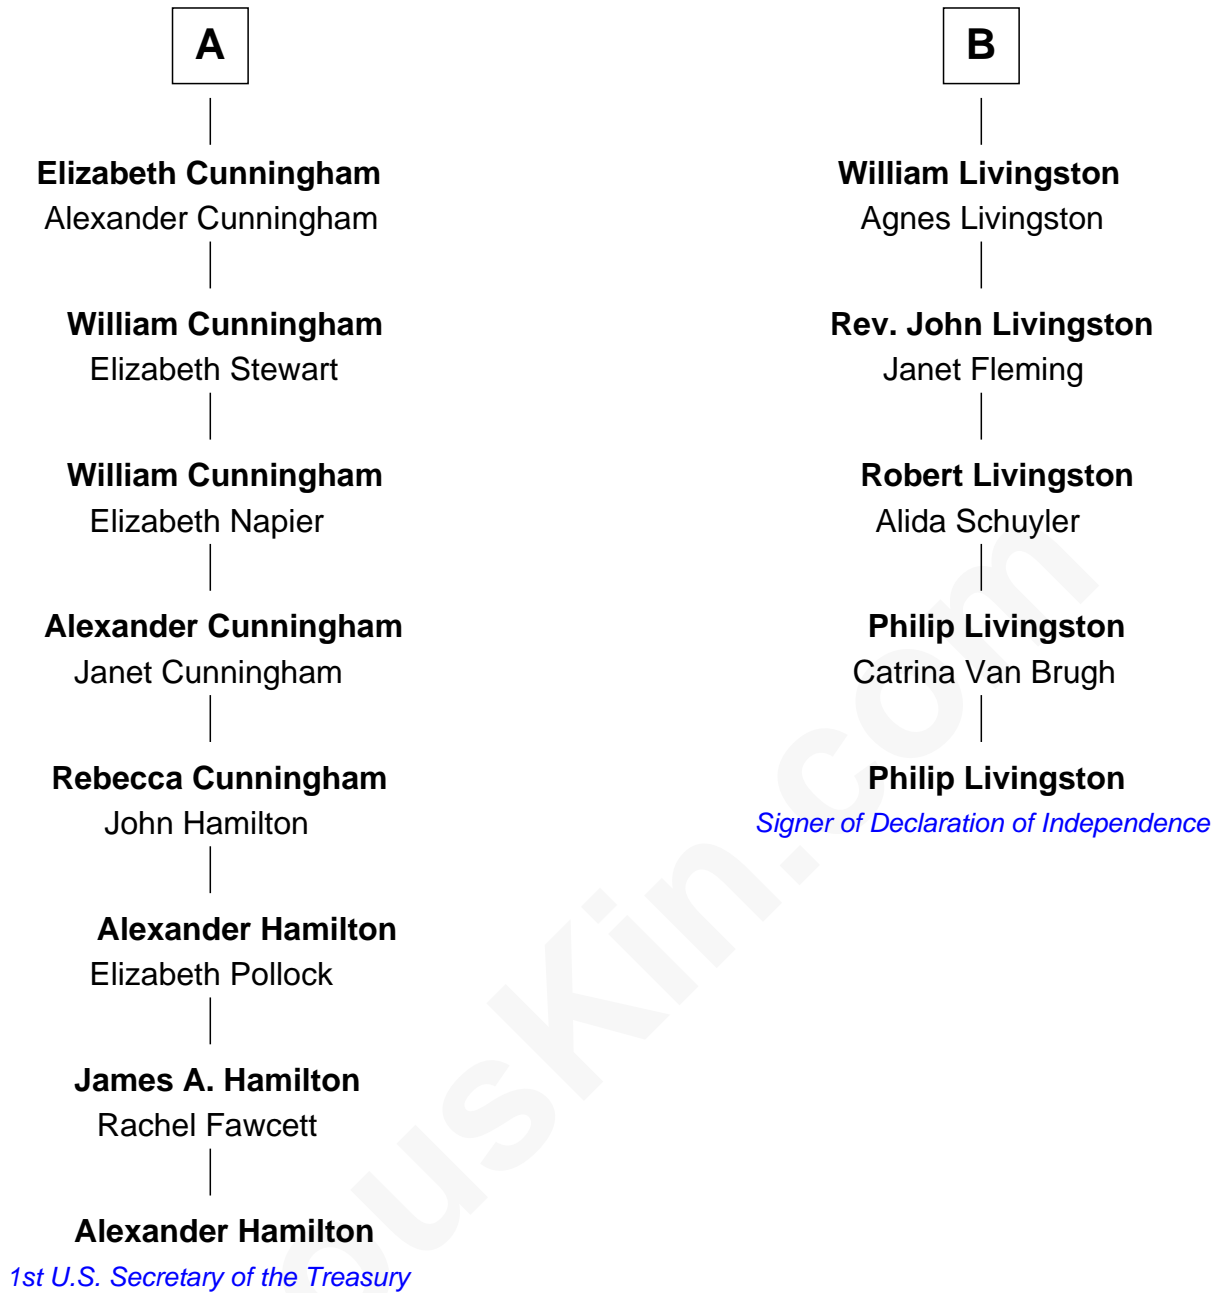 A
Elizabeth Cunningham
Alexander Cunningham
William Cunningham
Elizabeth Stewart
William Cunningham
Elizabeth Napier
Alexander Cunningham
Janet Cunningham
Rebecca Cunningham
John Hamilton
Alexander Hamilton
Elizabeth Pollock
James A. Hamilton
Rachel Fawcett
Alexander Hamilton
1st U.S. Secretary of the Treasury
B
William Livingston
Agnes Livingston
Rev. John Livingston
Janet Fleming
Robert Livingston
Alida Schuyler
Philip Livingston
Catrina Van Brugh
Philip Livingston
Signer of Declaration of Independence
ousKin.com